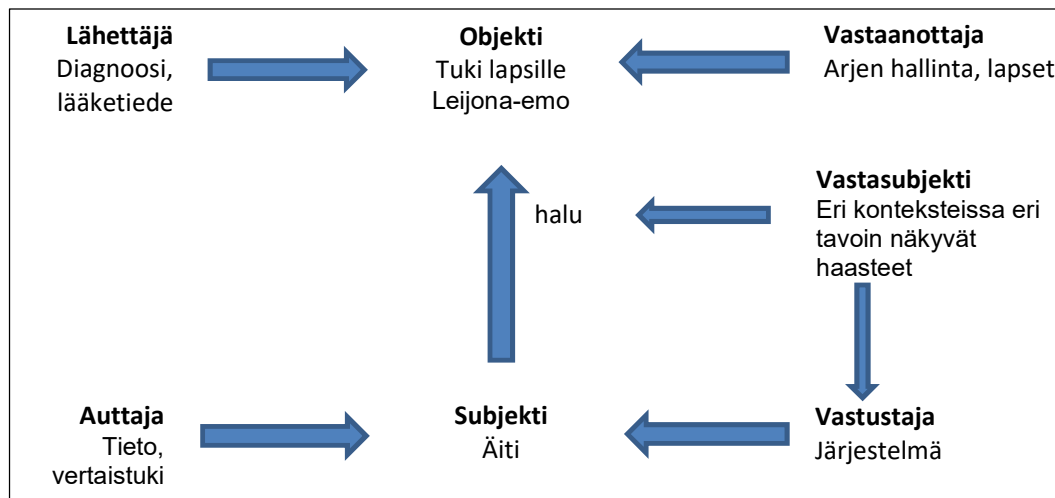 Lähettäjä
Diagnoosi,
lääketiede
Objekti
Tuki lapsille
Leijona-emo
Vastaanottaja
Arjen hallinta, lapset
halu
Vastasubjekti
Eri konteksteissa eri
tavoin näkyvät
haasteet
Auttaja
Tieto,
vertaistuki
Subjekti
Äiti
Vastustaja
Järjestelmä